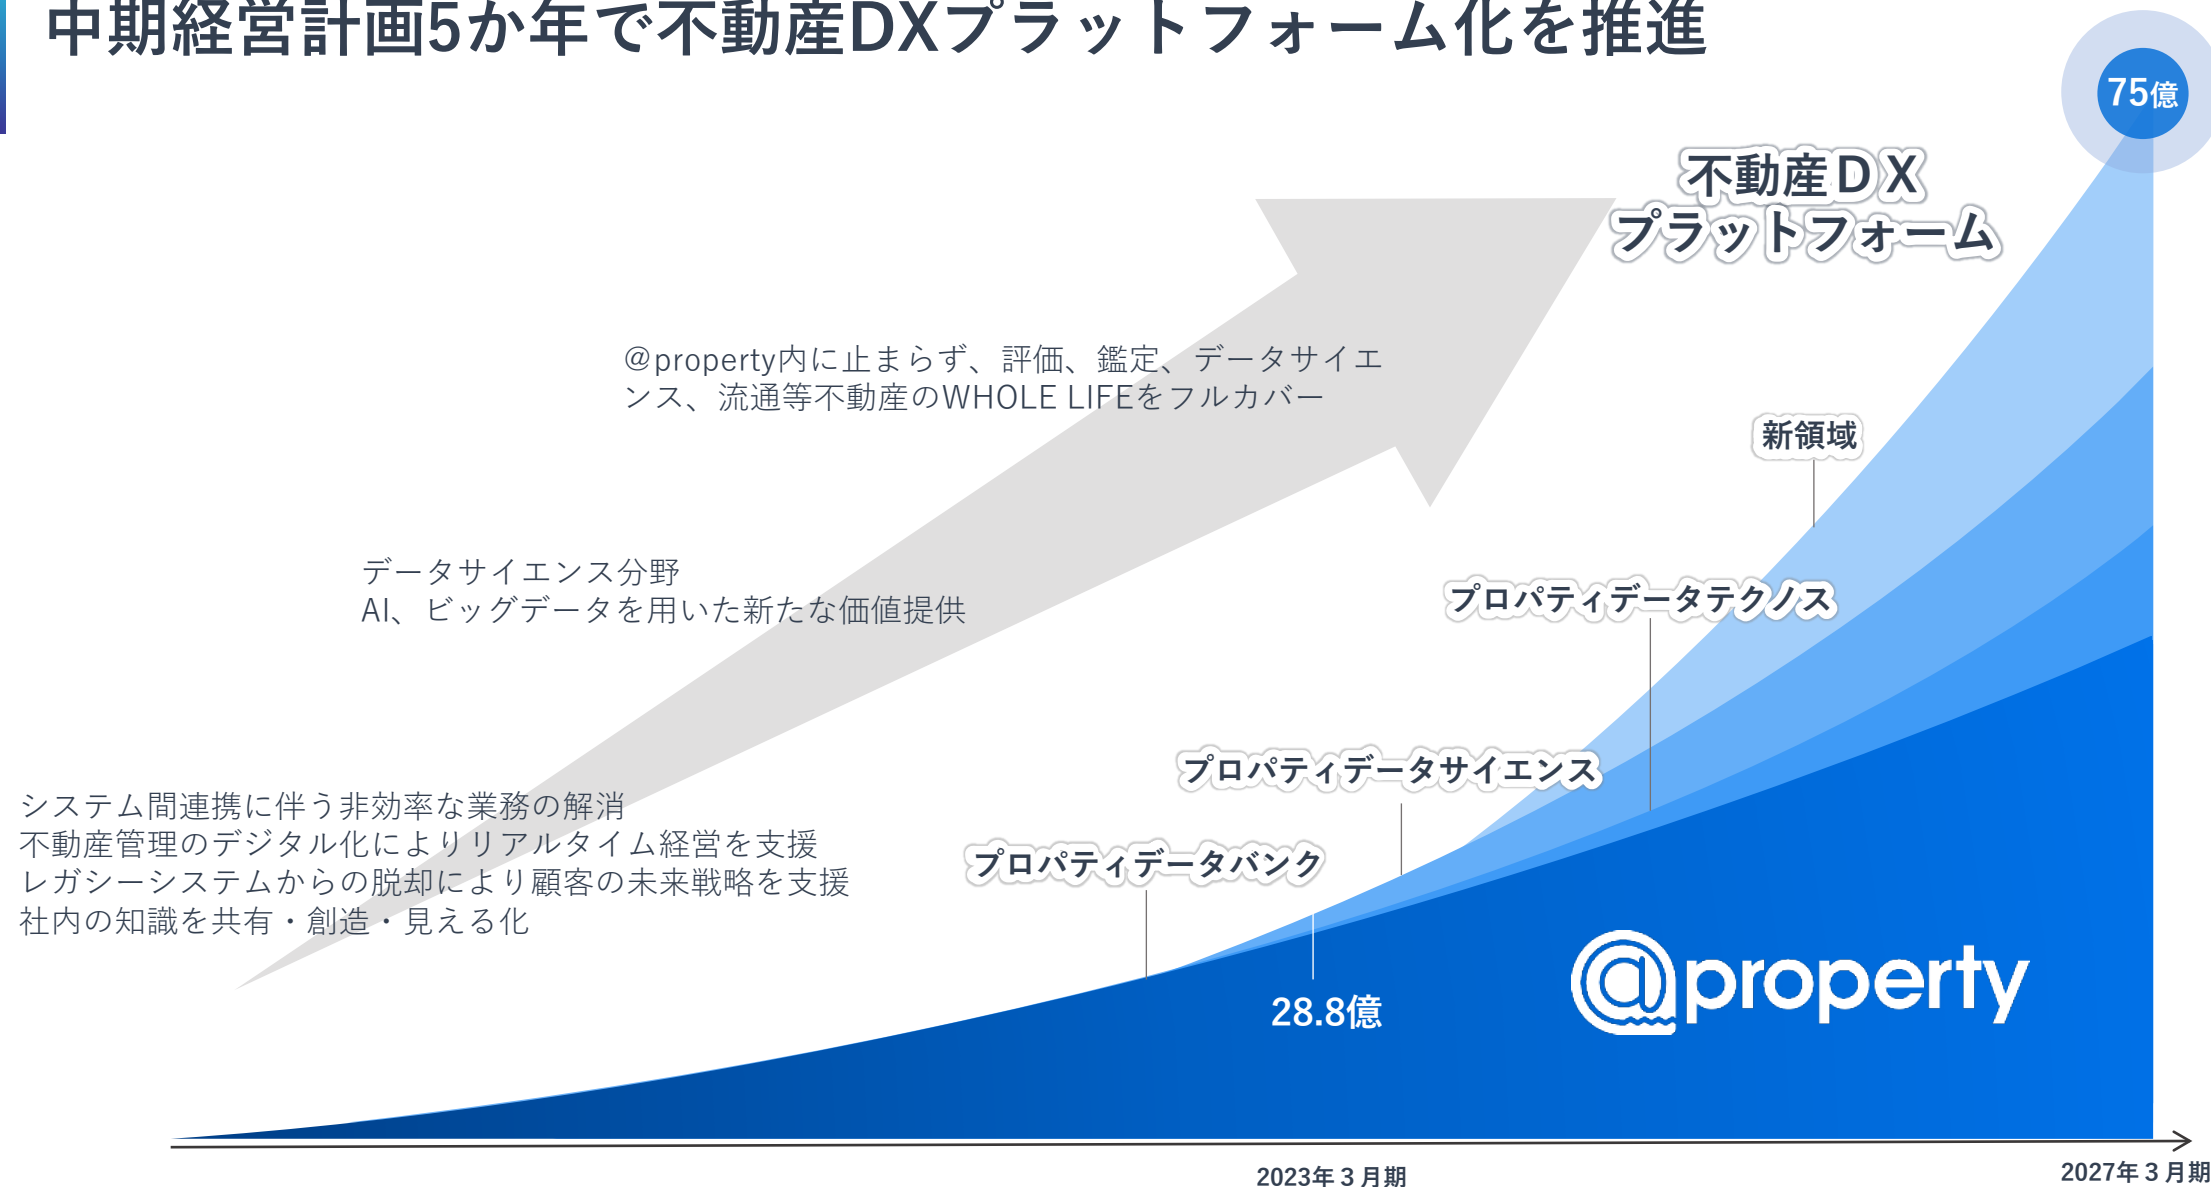 中期経営計画5か年で不動産DXプラットフォーム化を推進
75億
不動産ＤＸ
プラットフォーム
＠property内に止まらず、評価、鑑定、データサイエ
ンス、流通等不動産のWHOLE LIFEをフルカバー
新領域
データサイエンス分野
AI、ビッグデータを用いた新たな価値提供
プロパティデータテクノス
プロパティデータサイエンス
システム間連携に伴う非効率な業務の解消
不動産管理のデジタル化によりリアルタイム経営を支援
レガシーシステムからの脱却により顧客の未来戦略を支援
社内の知識を共有・創造・見える化
プロパティデータバンク
28.8億
@property
2023年３月期
2027年３月期